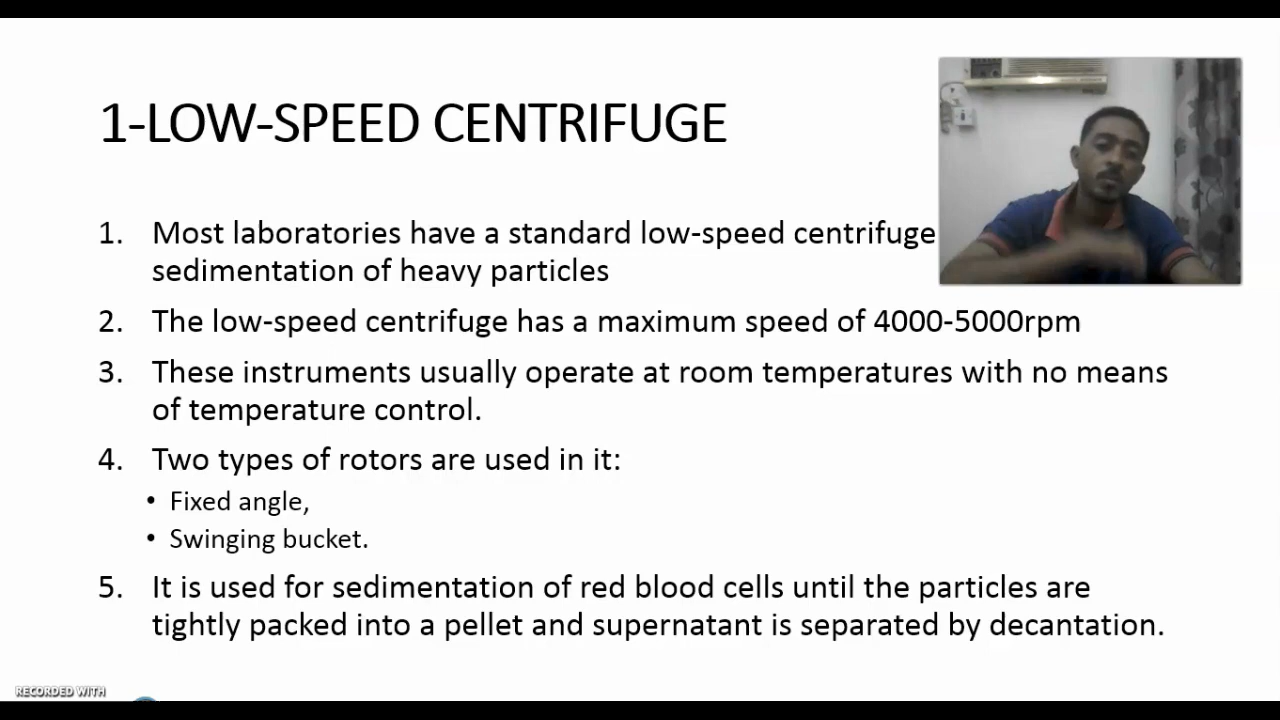 1-LOW-SPEED CENTRIFUGE
1. Most laboratories have a standard low-speed centrifuge
sedimentation of heavy particles
2. The low-speed centrifuge has a maximum speed of 4000-5000rpm
3. These instruments usually operate at room temperatures with no means
of temperature control.
4. Two types of rotors are used in it:
• Fixed angle,
• Swinging bucket.
5. It is used for sedimentation of red blood cells until the particles are
tightly packed into a pellet and supernatant is separated by decantation.
RECORDED WITH